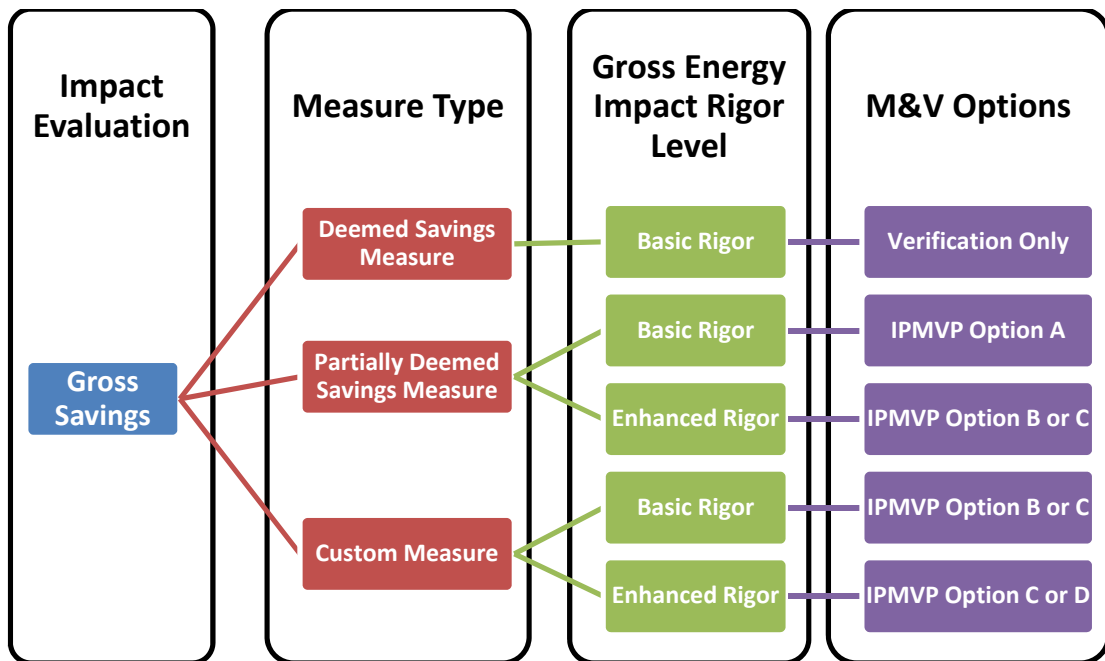 Impact
Evaluation
Measure Type
Gross Energy
Impact Rigor
Level
M&V Options
Gross
Savings
Deemed Savings
Measure
Partially Deemed
Savings Measure
Custom Measure
Basic Rigor
Basic Rigor
Enhanced Rigor
Basic Rigor
Enhanced Rigor
Verification Only
IPMVP Option A
IPMVP Option B or C
IPMVP Option B or C
IPMVP Option C or D